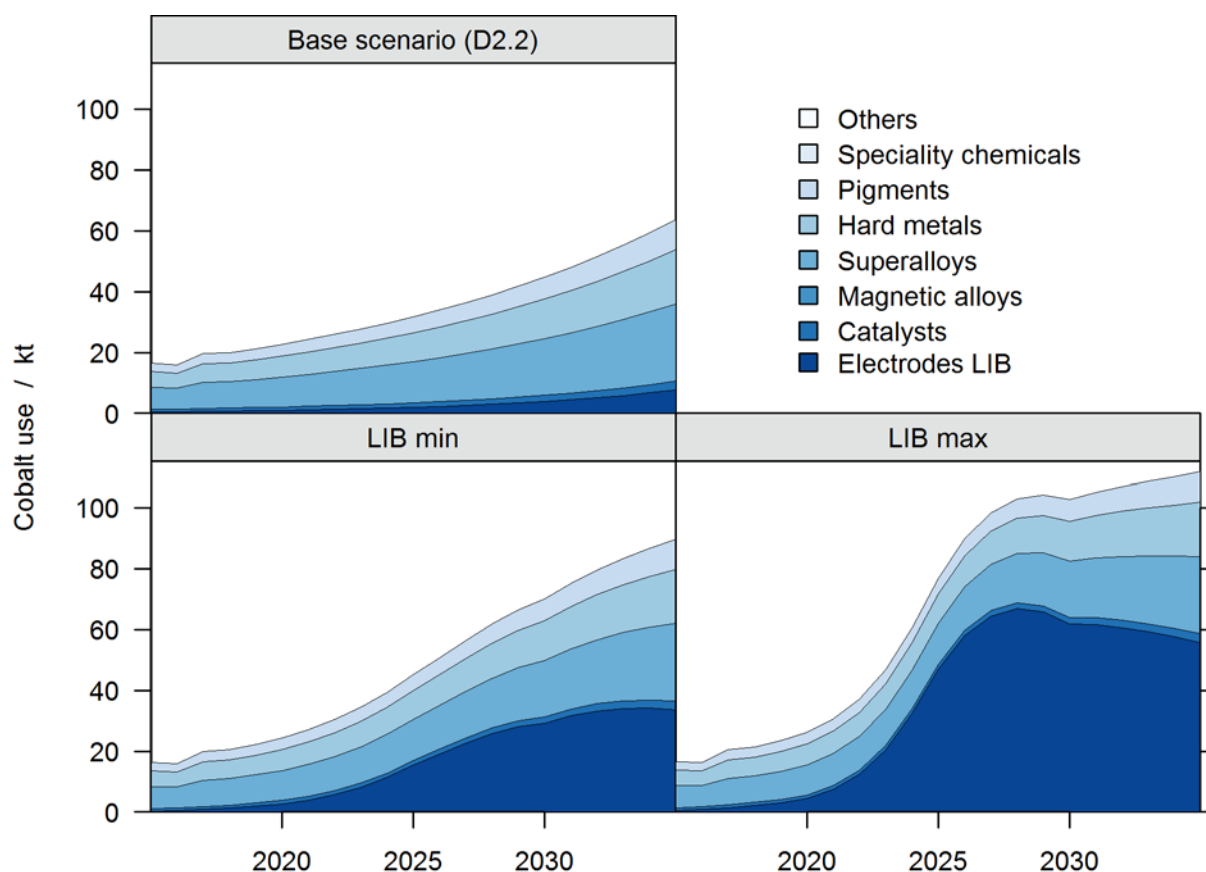 Base scenario (D2.2)
100
80
60
40
20
0
Others
Speciality chemicals
Pigments
Hard metals
Superalloys
Magnetic alloys
Catalysts
Electrodes LIB
Cobalt use / kt
LIB min
LIB max
100
80
60
40
20
0
2020
2025
2030
2020
2025
2030